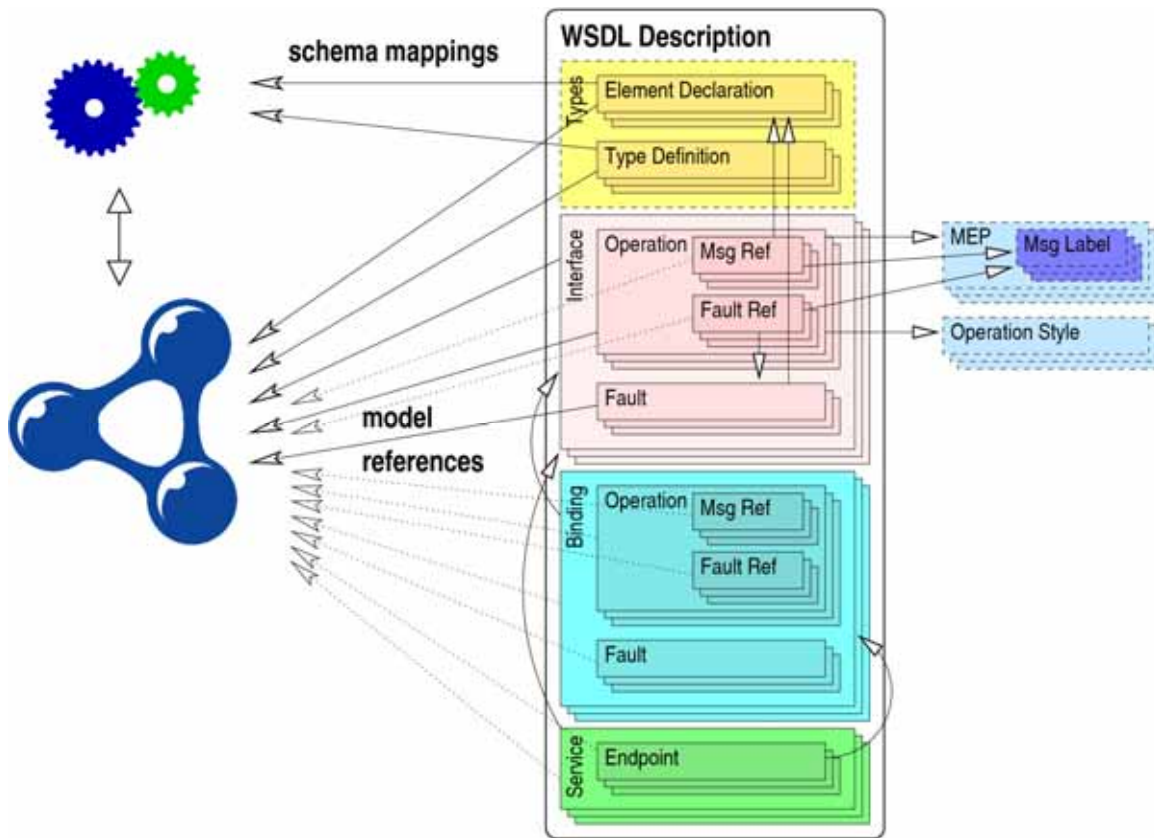 WSDL Description
schema mappings
Types
Element Declaration
Type Definition
Interface
Operation
Msg Ref
Fault Ref
Fault
MEP
Msg Label
Operation Style
model
references
Binding
Operation
Msg Ref
Fault Ref
Fault
Service
Endpoint